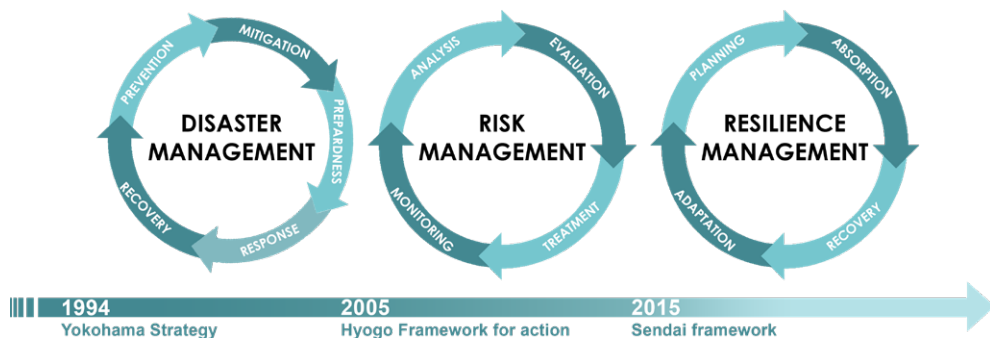 PREVENTION
MITIGATION
PREPARDNESS
RESPONSE
RECOVERY
DISASTER
MANAGEMENT
ANALYSIS
EVALUATION
TREATMENT
MONITORING
RISK
MANAGEMENT
PLANNING
ABSORPTION
RECOVERY
ADAPTATION
RESILIENCE
MANAGEMENT
1994
Yokohama Strategy
2005
Hyogo Framework for action
2015
Sendai framework